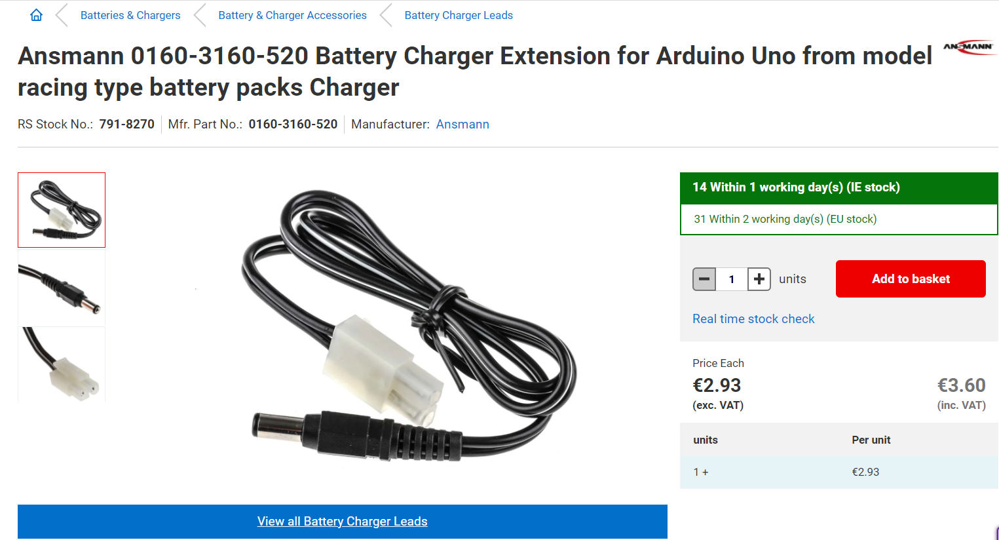 Batteries & Chargers
Battery & Charger Accessories
Battery Charger Leads
Ansmann 0160-3160-520 Battery Charger Extension for Arduino Uno from model
racing type battery packs Charger
ANSMANN
RS Stock No.: 791-8270
Mfr. Part No.: 0160-3160-520
Manufacturer: Ansmann
14 Within 1 working day(s) (IE stock)
31 Within 2 working day(s) (EU stock)
1 units
Add to basket
Real time stock check
Price Each
€2.93 €3.60
(exc. VAT) (inc. VAT)
units Per unit
1 + €2.93
View all Battery Charger Leads